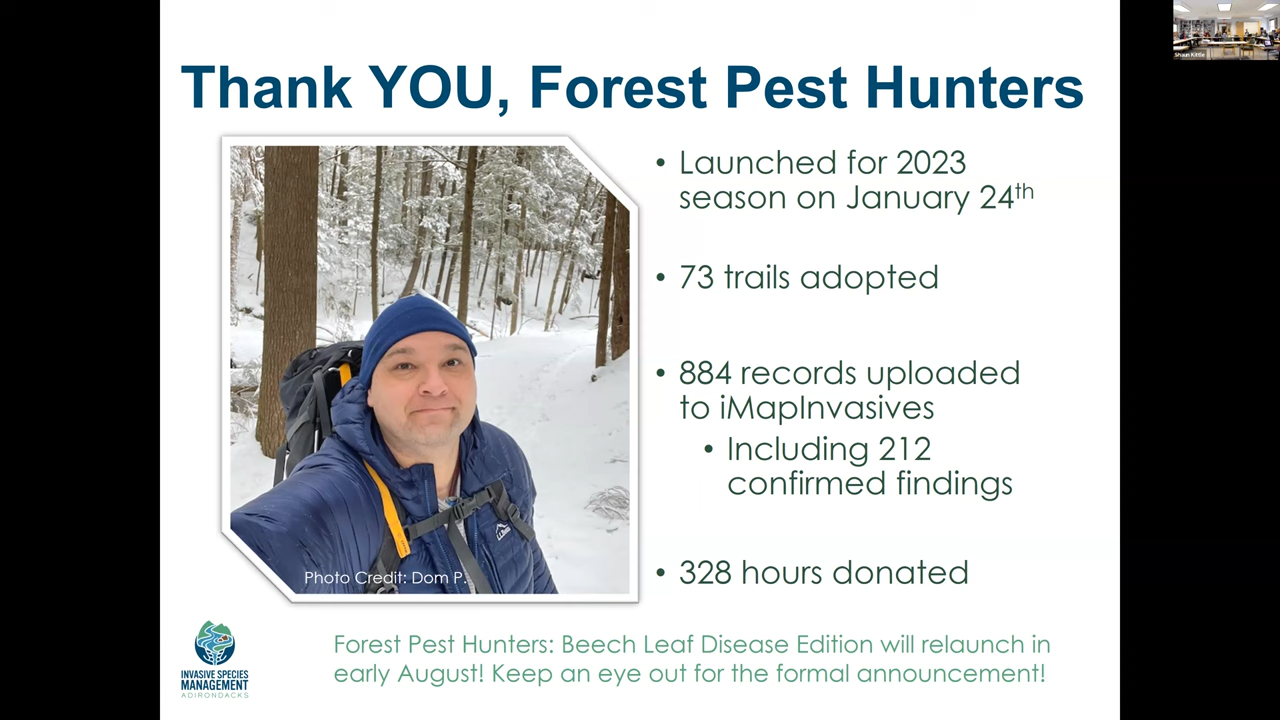 Shaun Kittle
Thank YOU, Forest Pest Hunters
• Launched for 2023
season on January 24th
• 73 trails adopted
• 884 records uploaded
to iMapInvasives
• Including 212
confirmed findings
• 328 hours donated
Photo Credit: Dom P.
Forest Pest Hunters: Beech Leaf Disease Edition will relaunch in
early August! Keep an eye out for the formal announcement!
INVASIVE SPECIES
MANAGEMENT
ADIRONDACKS